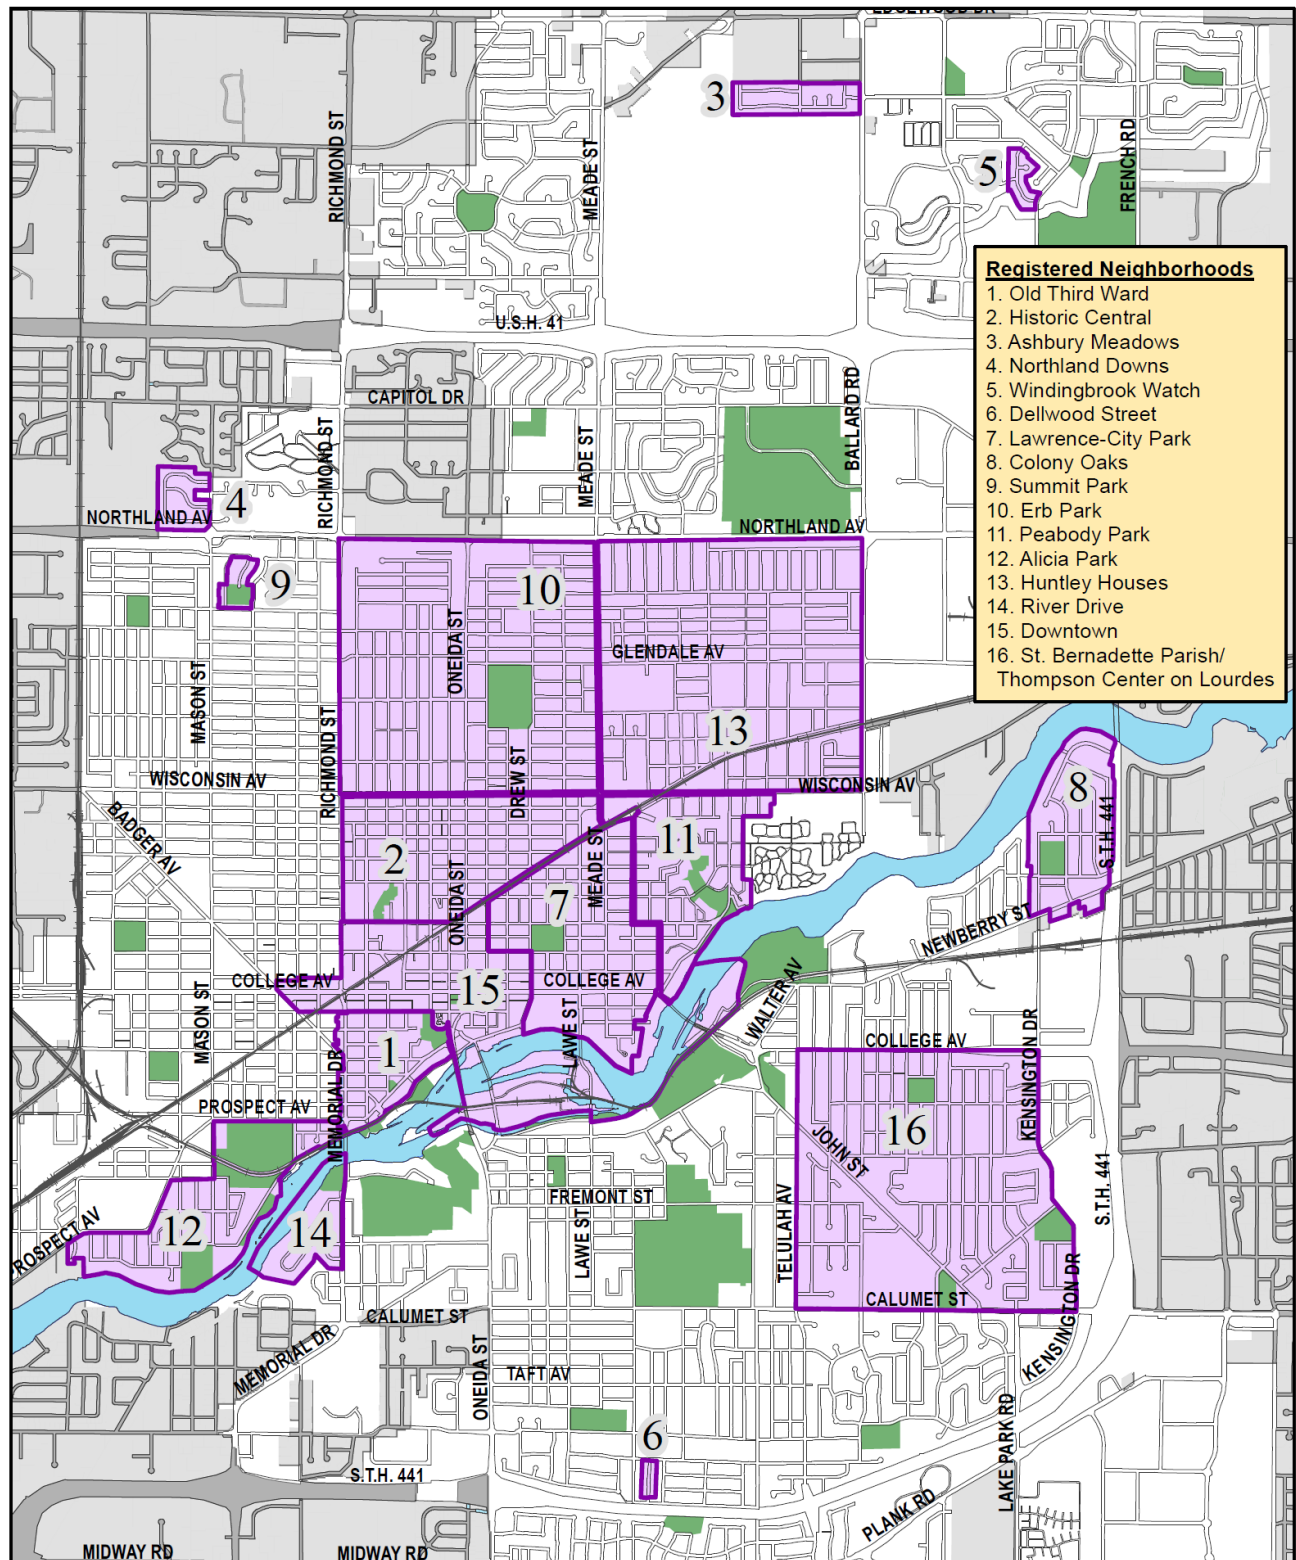 EDGEWOOD DR
3
RICHMOND ST
MEADE ST
5
FRENCH RD
Registered Neighborhoods
1. Old Third Ward
2. Historic Central
3. Ashbury Meadows
4. Northland Downs
5. Windingbrook Watch
6. Dellwood Street
7. Lawrence-City Park
8. Colony Oaks
9. Summit Park
10. Erb Park
11. Peabody Park
12. Alicia Park
13. Huntley Houses
14. River Drive
15. Downtown
16. St. Bernadette Parish/
Thompson Center on Lourdes
U.S.H. 41
CAPITOL DR
BALLARD RD
RICHMOND ST
MEADE ST
4
NORTHLAND AV
NORTHLAND AV
9
10
ONEIDA ST
GLENDALE AV
MASON ST
13
RICHMOND ST
DREW ST
WISCONSIN AV
WISCONSIN AV
8
S.T.H. 441
BADGER AV
2
11
MEADE ST
ONEIDA ST
7
NEWBERRY ST
COLLEGE AV
15
COLLEGE AV
WALTER AV
MASON ST
LAWE ST
1
COLLEGE AV
KENSINGTON DR
MEMORIAL DR
PROSPECT AV
16
JOHN ST
S.T.H. 441
FREMONT ST
TELULAH AV
12
14
LAWE ST
PROSPECT AV
CALUMET ST
CALUMET ST
KENSINGTON DR
MEMORIAL DR
ONEIDA ST
TAFT AV
LAKE PARK RD
6
S.T.H. 441
PLANK RD
MIDWAY RD
MIDWAY RD